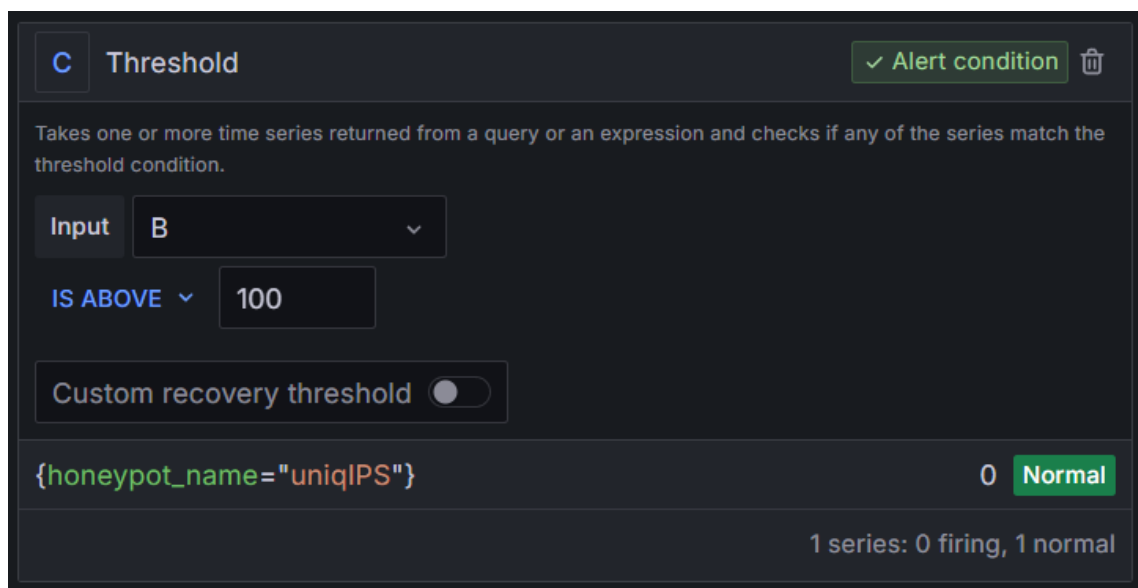 C Threshold ✓ Alert condition
Takes one or more time series returned from a query or an expression and checks if any of the series match the
threshold condition.
Input B
IS ABOVE 100
Custom recovery threshold
{honeypot_name="uniqIPS"} 0 Normal
1 series: 0 firing, 1 normal